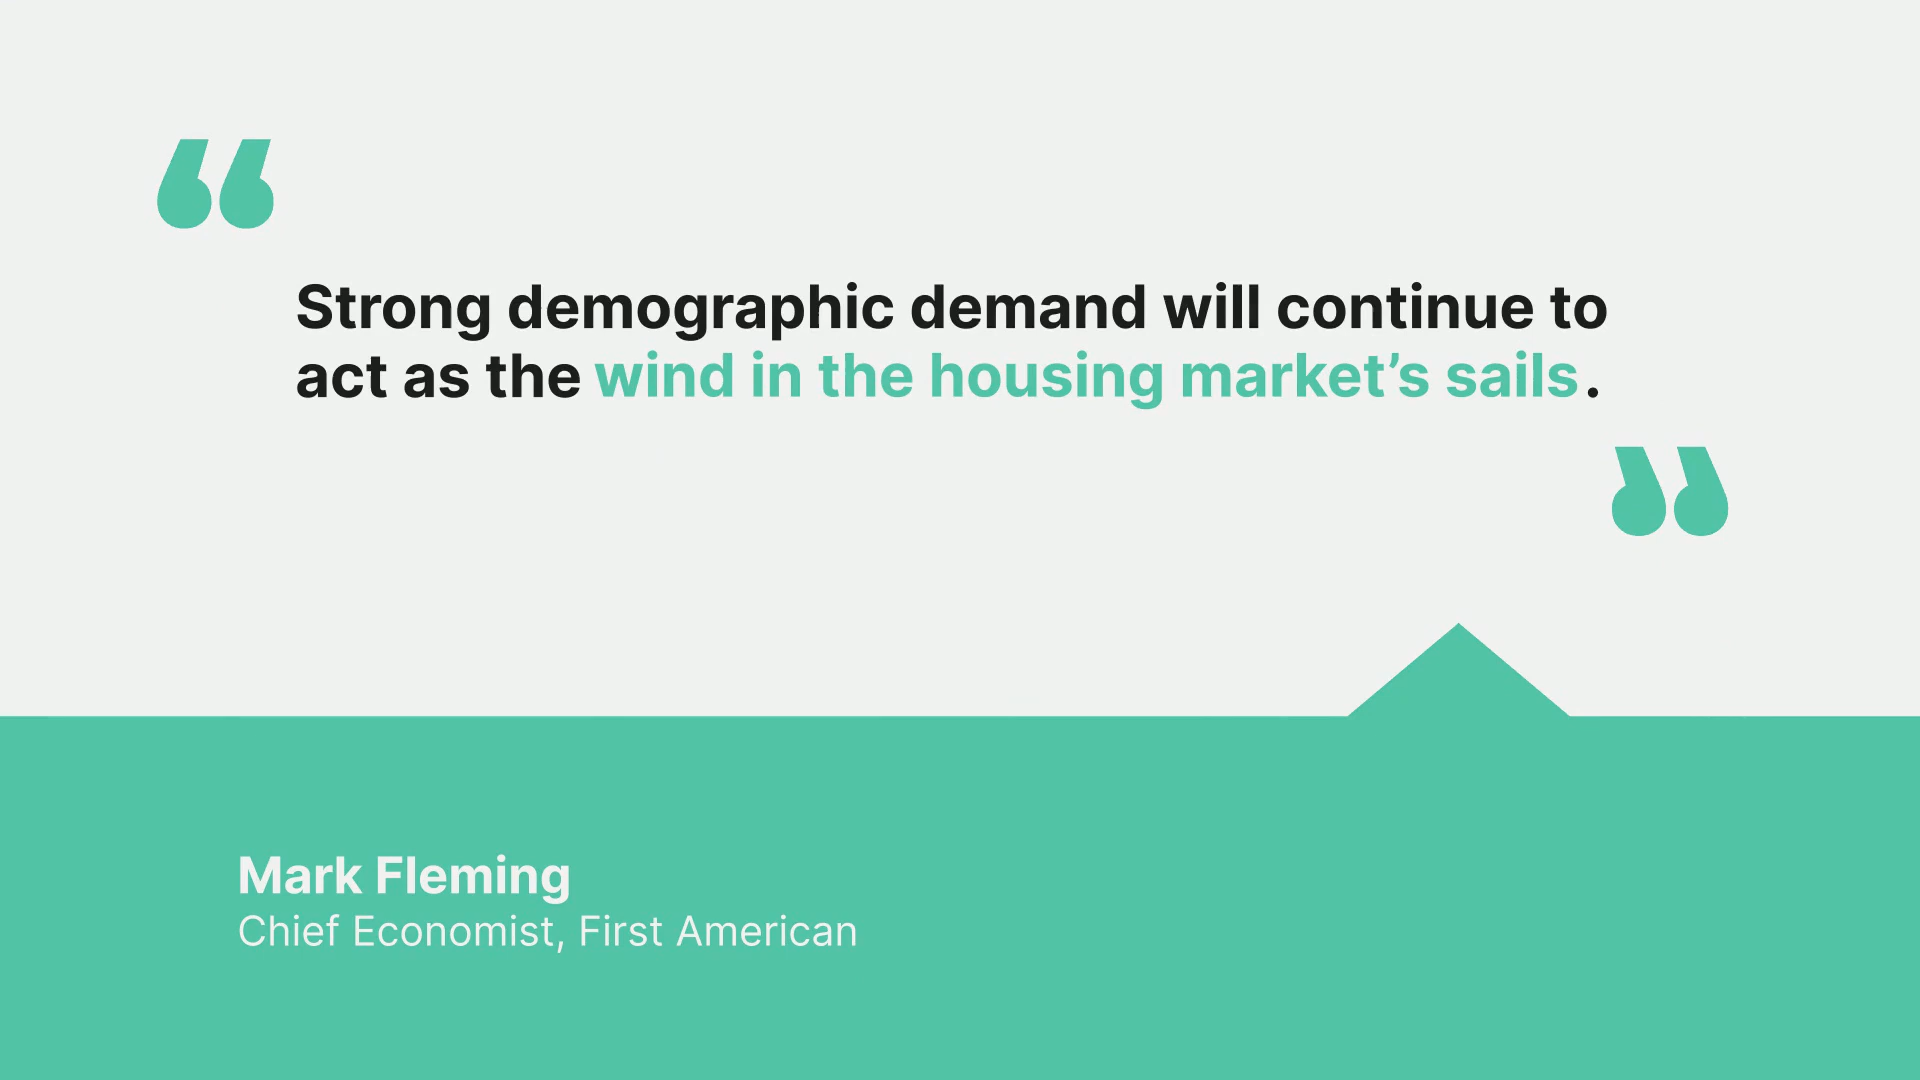 “
Strong demographic demand will continue to
act as the wind in the housing market’s sails.
”
Mark Fleming
Chief Economist, First American